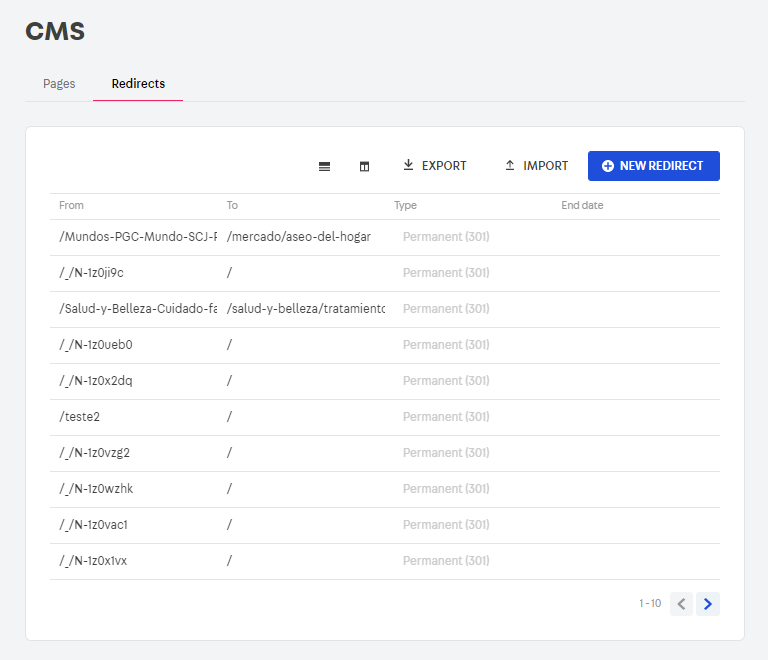 CMS
Pages Redirects
EXPORT IMPORT NEW REDIRECT
From To Type End date
/Mundos-PGC-Mundo-SCJ-F /mercado/aseo-del-hogar Permanent (301)
/_/N-1z0ji9c / Permanent (301)
/Salud-y-Belleza-Cuidado-fa /salud-y-belleza/tratamiento Permanent (301)
/_/N-1z0ueb0 / Permanent (301)
/_/N-1z0x2dq / Permanent (301)
/teste2 / Permanent (301)
/_/N-1z0vzg2 / Permanent (301)
/_/N-1z0wzhk / Permanent (301)
/_/N-1z0vac1 / Permanent (301)
/_/N-1z0x1vx / Permanent (301)
1 - 10